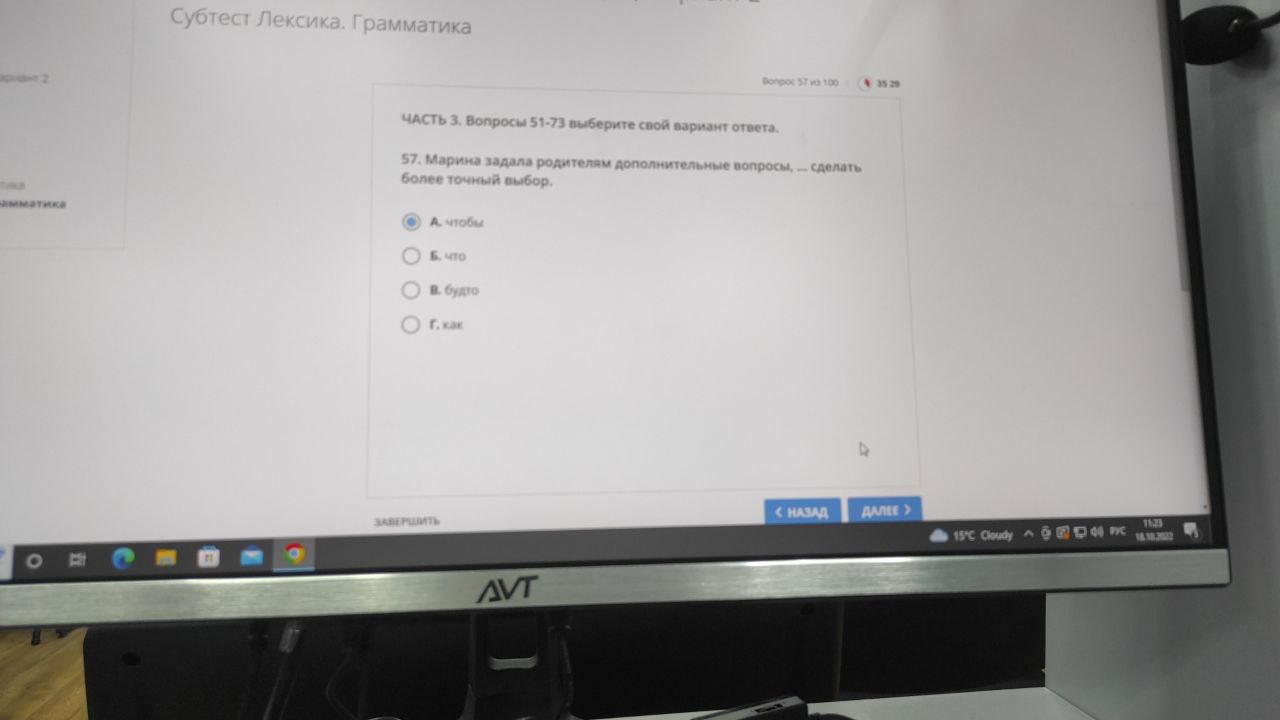 Субтест Лексика. Грамматика
Вопрос 57 из 100
35 29
ЧАСТЬ 3. Вопросы 51-73 выберите свой вариант ответа.
57. Марина задала родителям дополнительные вопросы, ... сделать
более точный выбор.
А. чтобы
Б. что
В. будто
Г. как
НАЗАД
ДАЛЕЕ
ЗАВЕРШИТЬ
15°C Cloudy
РУС
11:23
18.10.2022
AVT